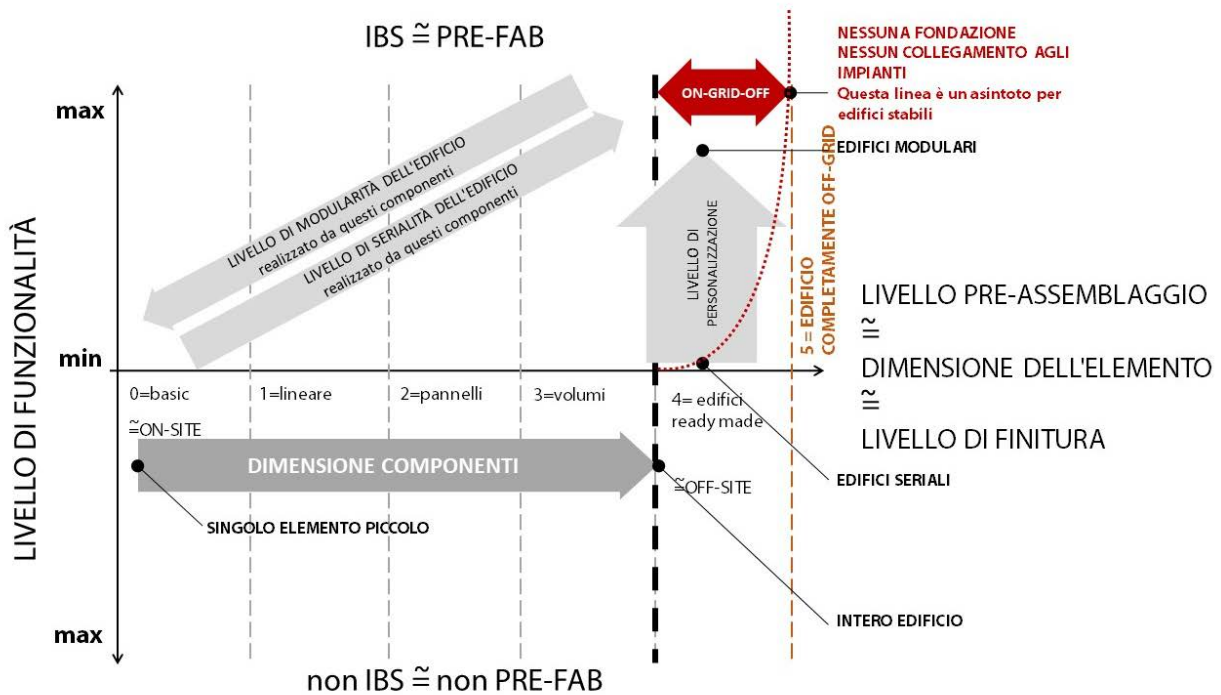 IBS ≅ PRE-FAB
NESSUNA FONDAZIONE
NESSUN COLLEGAMENTO AGLI
IMPIANTI
Questa linea è un asintoto per
edifici stabili
max
ON-GRID-OFF
EDIFICI MODULARI
LIVELLO DI MODULARITÀ DELL'EDIFICIO
realizzato da questi componenti
LIVELLO DI SERIALITÀ DELL'EDIFICIO
realizzato da questi componenti
LIVELLO DI
PERSONALIZZAZIONE
5 = EDIFICIO
COMPLETAMENTE OFF-GRID
LIVELLO DI FUNZIONALITÀ
min
LIVELLO PRE-ASSEMBLAGGIO
≅
DIMENSIONE DELL'ELEMENTO
≅
LIVELLO DI FINITURA
0=basic
1=lineare
2=pannelli
3=volumi
4= edifici
ready made
≅ON-SITE
DIMENSIONE COMPONENTI
≅OFF-SITE
EDIFICI SERIALI
SINGOLO ELEMENTO PICCOLO
INTERO EDIFICIO
max
non IBS ≅ non PRE-FAB